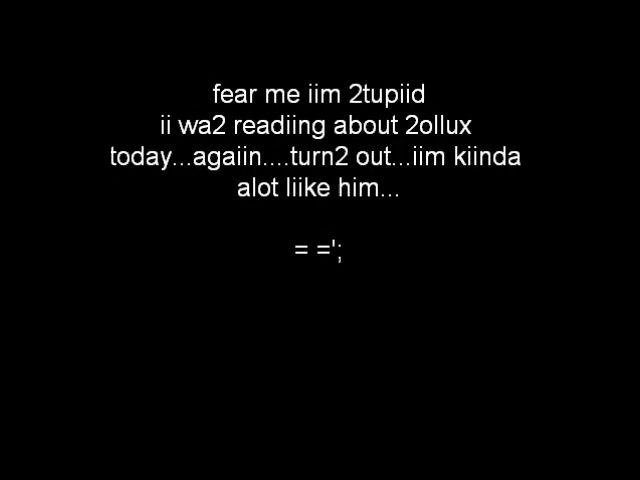 fear me iim 2tupiid
ii wa2 readiing about 2ollux
today...agaiin....turn2 out...iim kiinda
alot liike him...
= =';